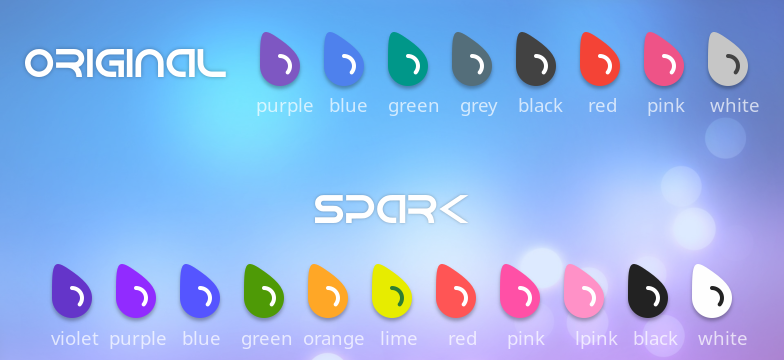 ORIGINAL
purple blue green grey black red pink white
SPARK
violet purple blue green orange lime red pink lpink black white